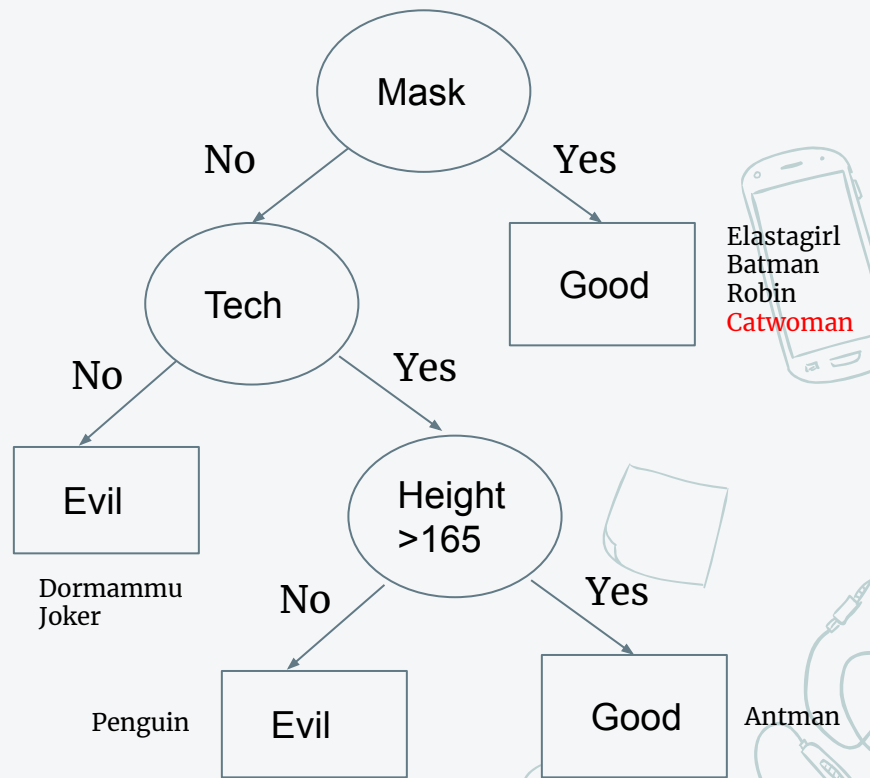 Mask
No
Yes
Elastagirl
Batman
Robin
Catwoman
Good
Tech
No
Yes
Evil
Height
>165
Dormammu
Joker
No
Yes
Penguin
Evil
Good
Antman